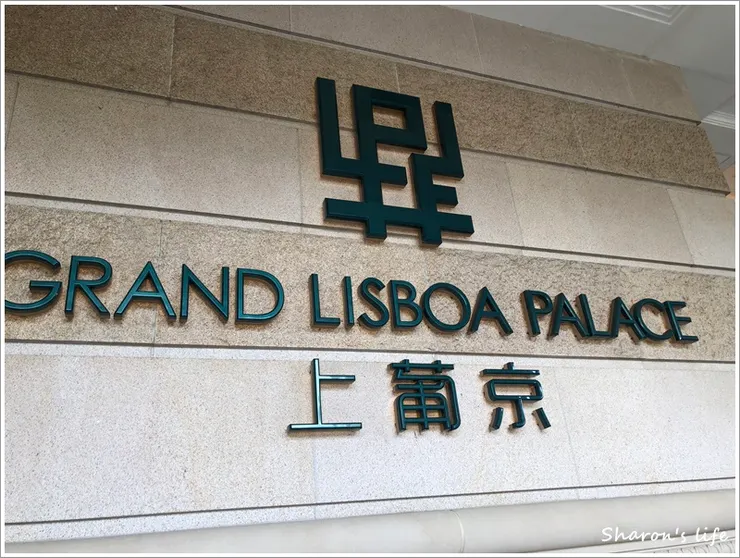 GRAND LISBOA PALACE
上葡京
Sharon's life